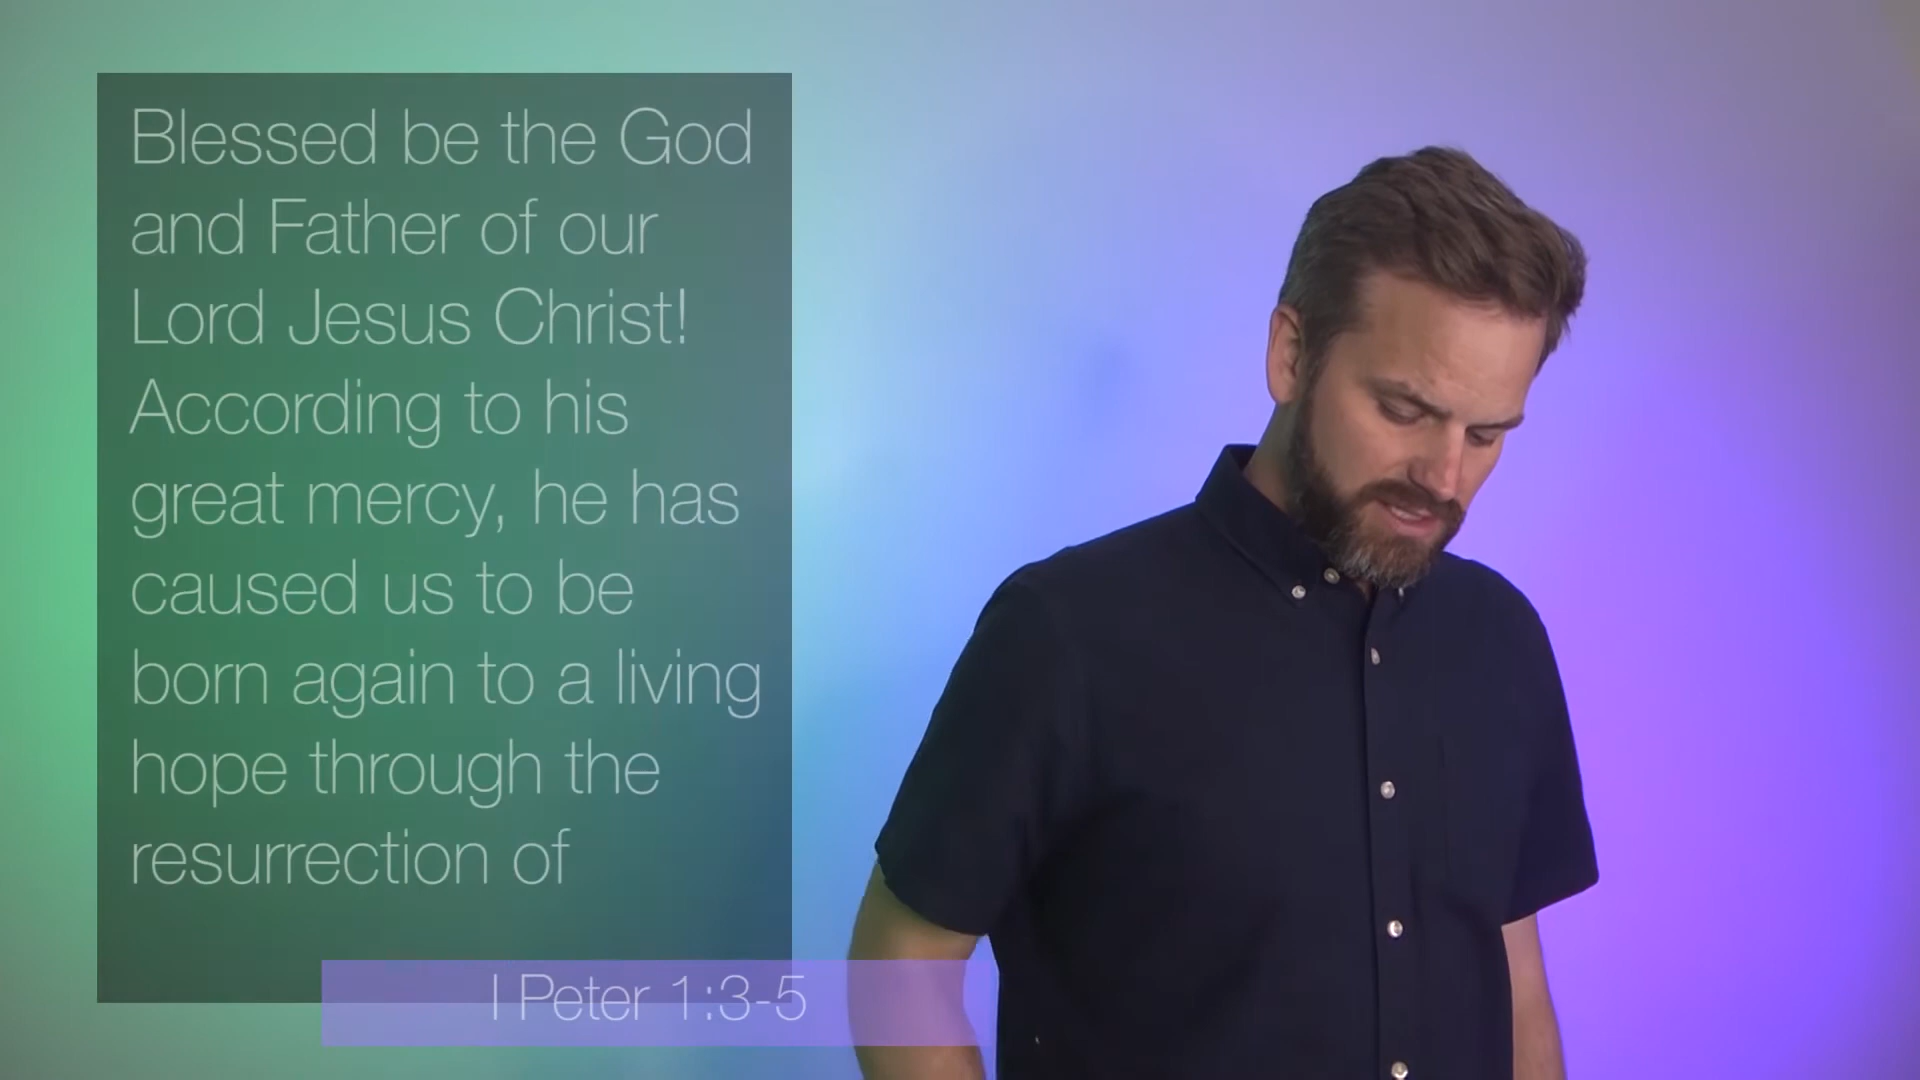 Blessed be the God
and Father of our
Lord Jesus Christ!
According to his
great mercy, he has
caused us to be
born again to a living
hope through the
resurrection of
I Peter 1:3-5